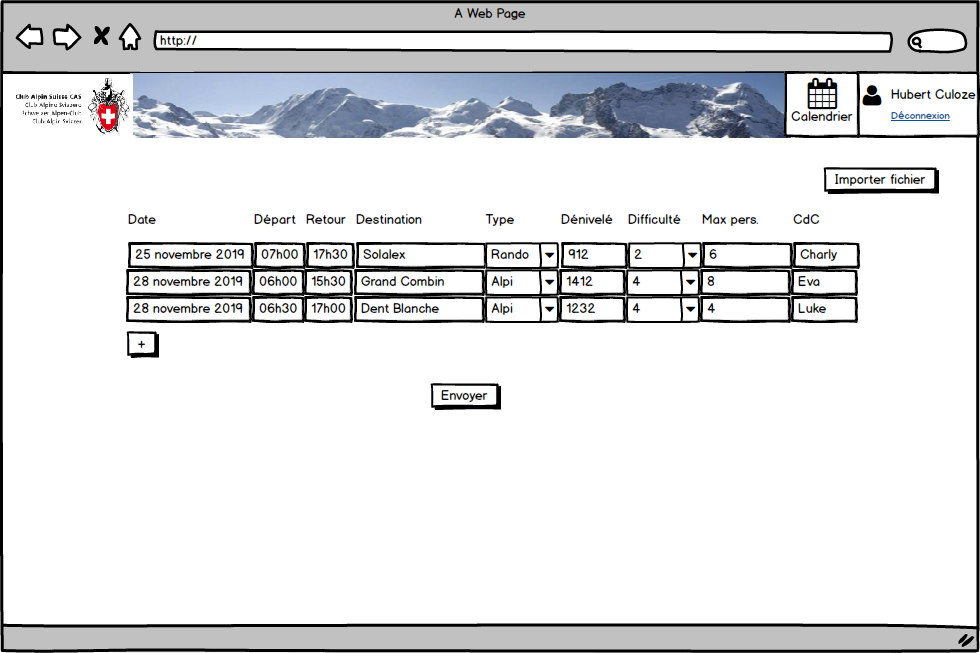 A Web Page
http://
Club Alpin Suisse CAS
Club Alpino Svizzero
Schweizer Alpen-Club
Club Alpin Svizzer
Calendrier
Hubert Culoze
Déconnexion
Importer fichier
Date Départ Retour Destination Type Dénivelé Difficulté Max pers. CdC
25 novembre 2019 07h00 17h30 Solalex Rando 912 2 6 Charly
28 novembre 2019 06h00 15h30 Grand Combin Alpi 1412 4 8 Eva
28 novembre 2019 06h30 17h00 Dent Blanche Alpi 1232 4 4 Luke
+
Envoyer